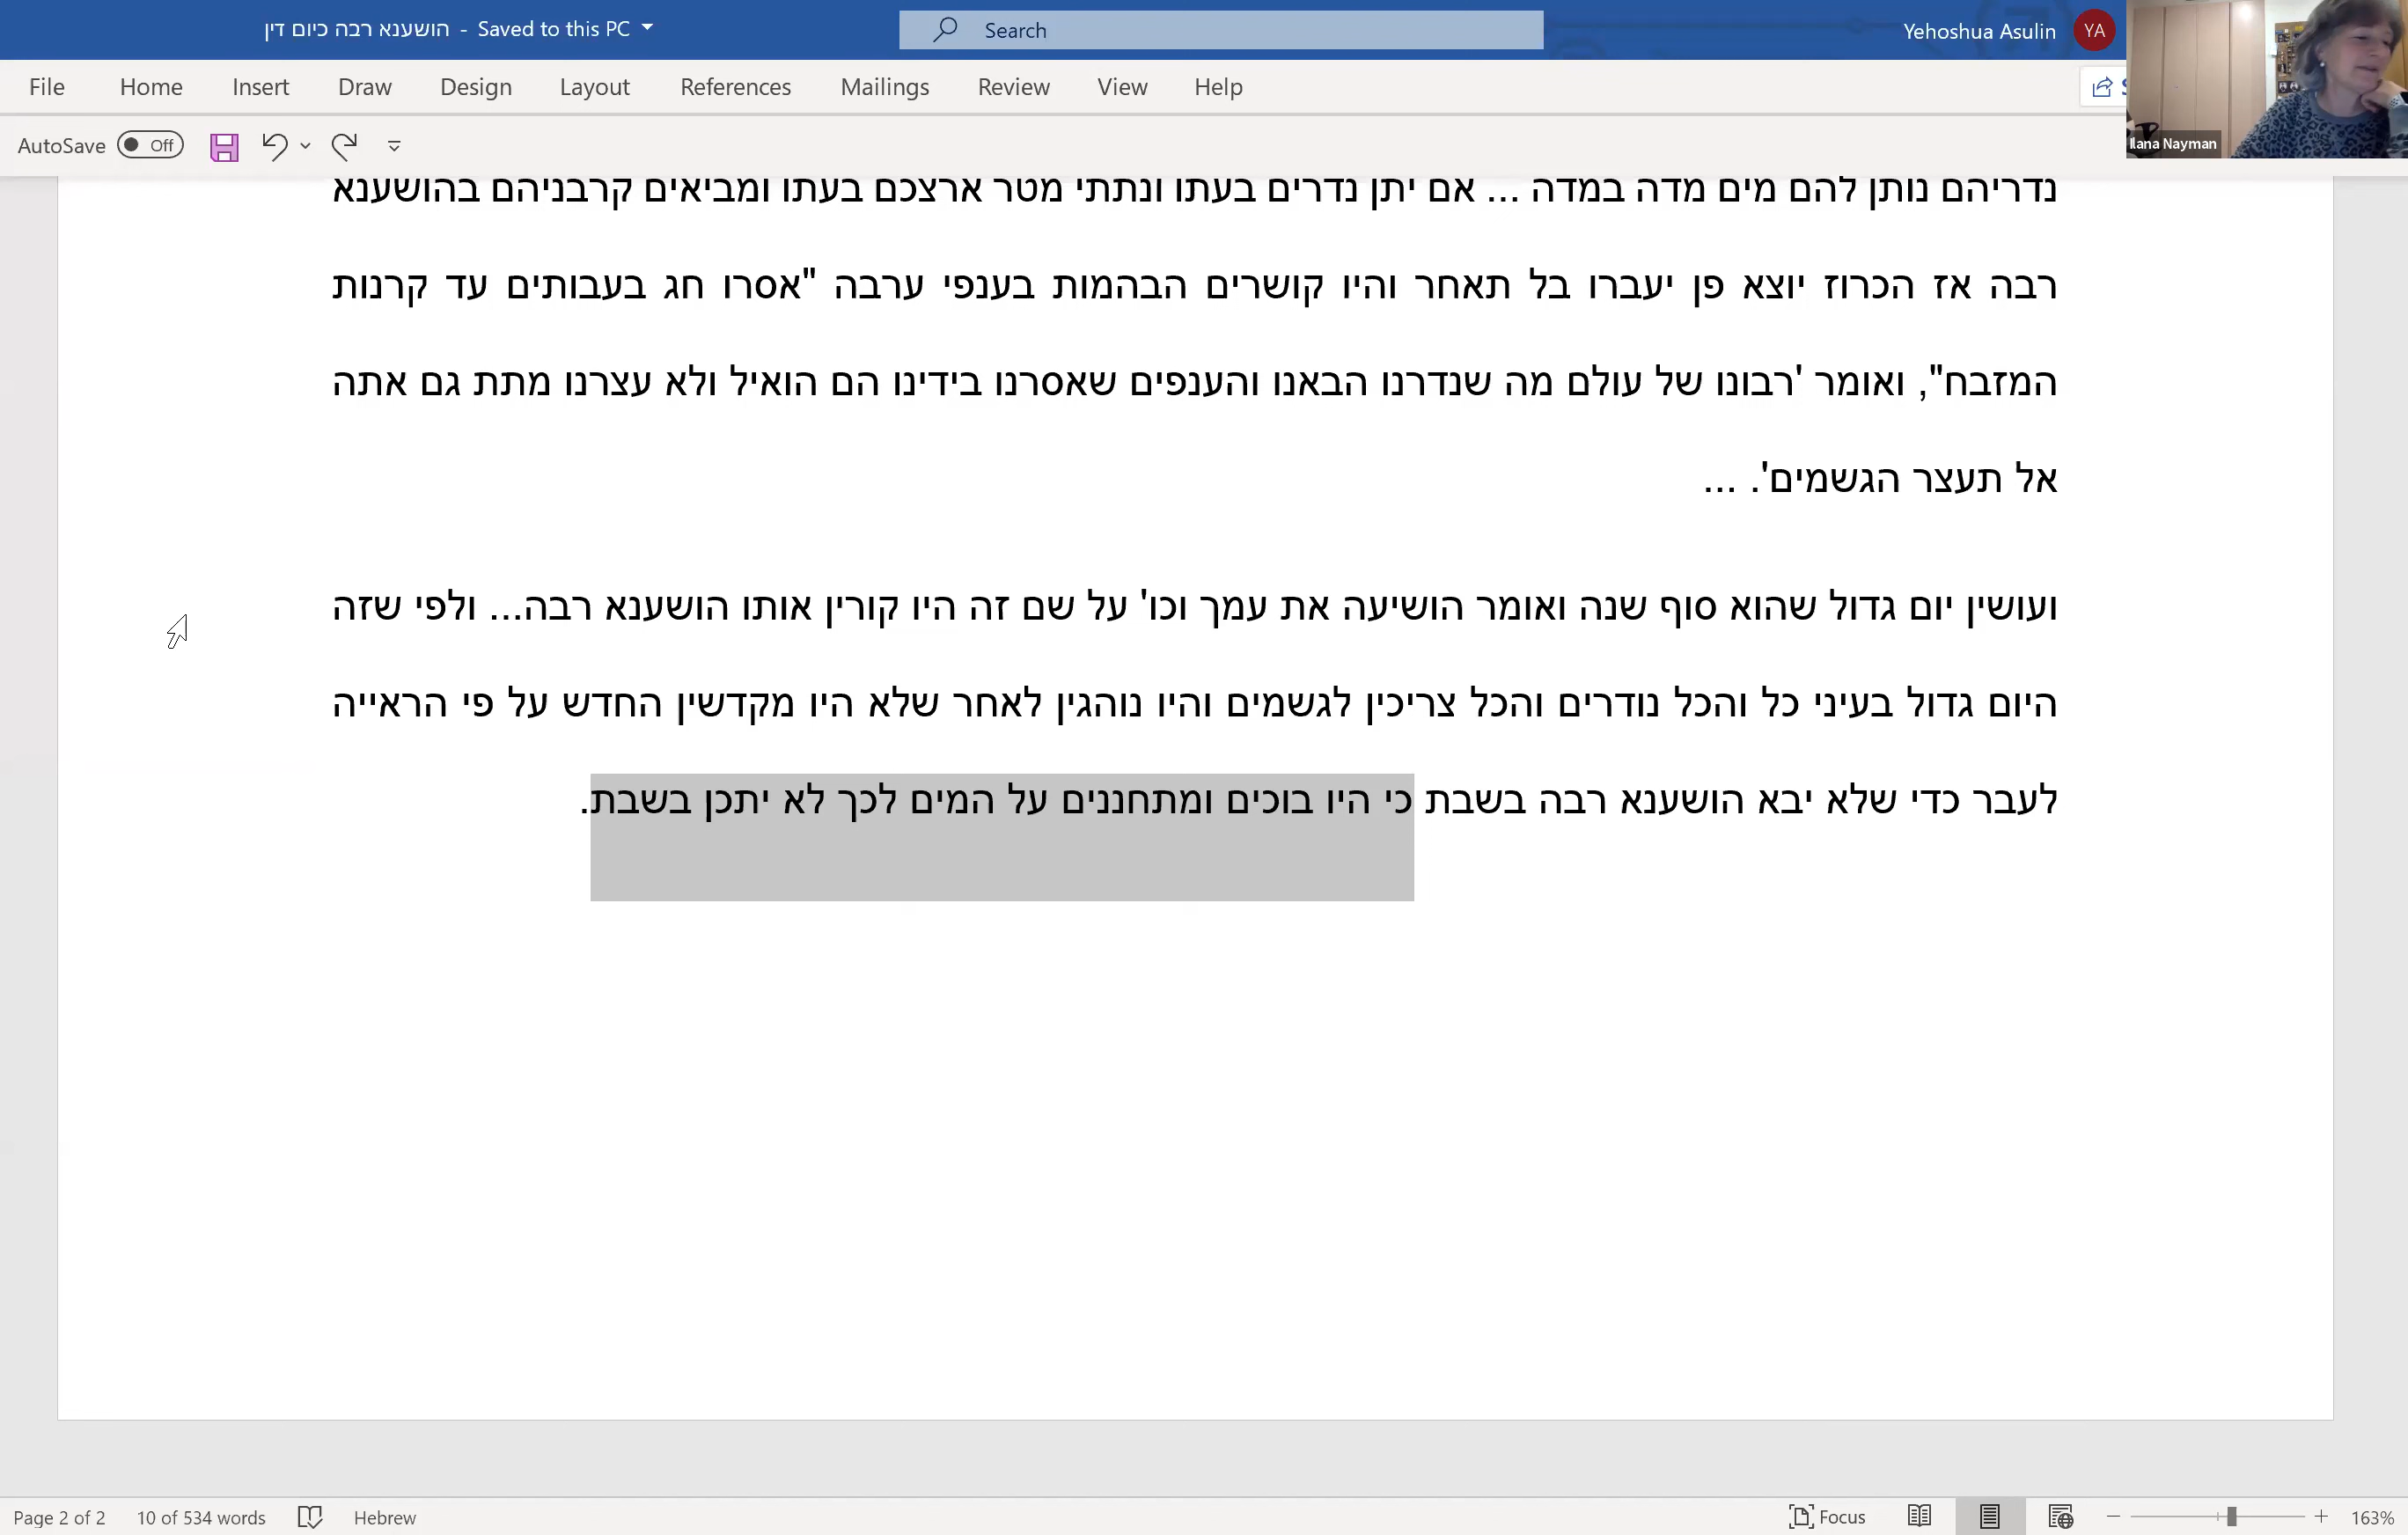 הושענא רבה כיום דין - Saved to this PC
Search
Yehoshua Asulin
YA
File Home Insert Draw Design Layout References Mailings Review View Help
AutoSave Off
Ilana Nayman
נדריהם נותן להם מים מדה במדה ... אם יתן נדרים בעתו ונתתי מטר ארצכם בעתו ומביאים קרבניהם בהושענא
רבה אז הכרוז יוצא פן יעברו בל תאחר והיו קושרים הבהמות בענפי ערבה "אסרו חג בעבותים עד קרנות
המזבח", ואומר 'רבונו של עולם מה שנדרנו הבאנו והענפים שאסרנו בידינו הם הואיל ולא עצרנו מתת גם אתה
אל תעצר הגשמים'. ...
ועושין יום גדול שהוא סוף שנה ואומר הושיעה את עמך וכו' על שם זה היו קורין אותו הושענא רבה... ולפי שזה
היום גדול בעיני כל והכל נודרים והכל צריכין לגשמים והיו נוהגין לאחר שלא היו מקדשין החדש על פי הראייה
לעבר כדי שלא יבא הושענא רבה בשבת כי היו בוכים ומתחננים על המים לכך לא יתכן בשבת.
Page 2 of 2 10 of 534 words Hebrew Focus 163%